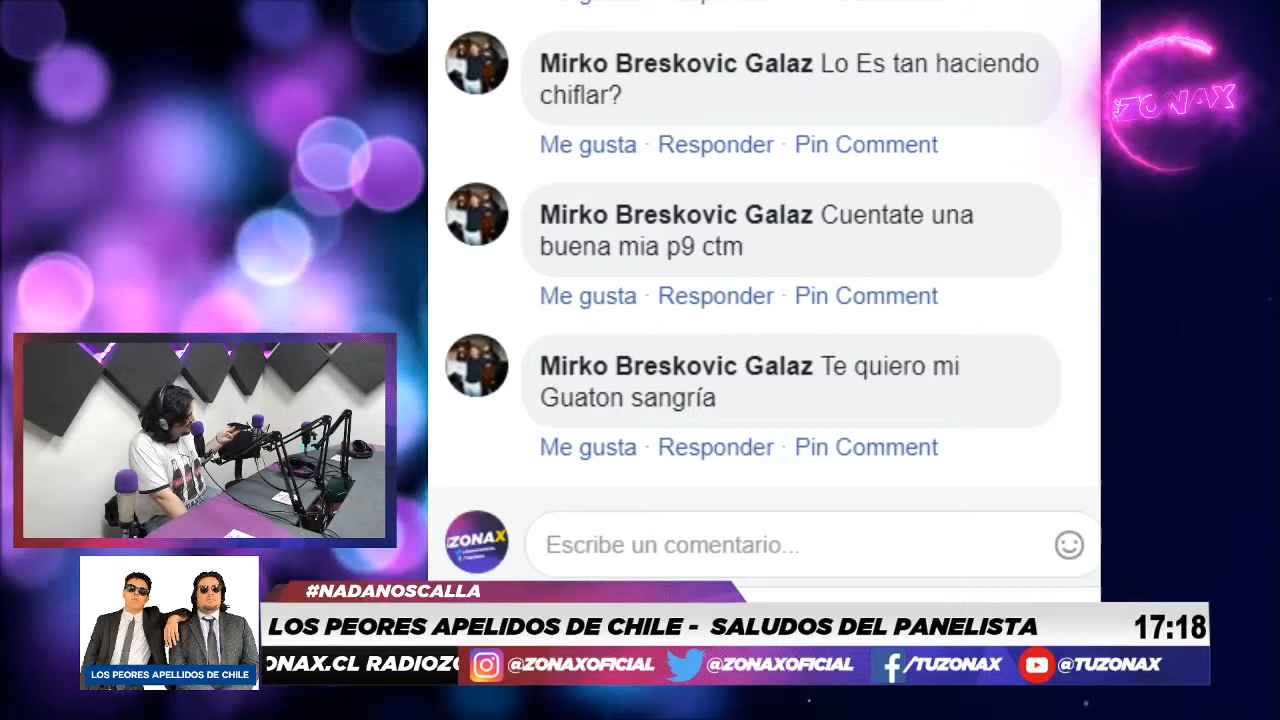 Mirko Breskovic Galaz Lo Es tan haciendo
chiflar?
Me gusta · Responder · Pin Comment
Mirko Breskovic Galaz Cuentate una
buena mia p9 ctm
Me gusta · Responder · Pin Comment
Mirko Breskovic Galaz Te quiero mi
Guaton sangría
Me gusta · Responder · Pin Comment
ZONAX
Escribe un comentario...
ZONAX
#NADANOSCALLA
LOS PEORES APELIDOS DE CHILE - SALUDOS DEL PANELISTA
17:18
LOS PEORES APELLIDOS DE CHILE
ONAX.CL RADIOZO
@ZONAXOFICIAL @ZONAXOFICIAL /TUZONAX @TUZONAX